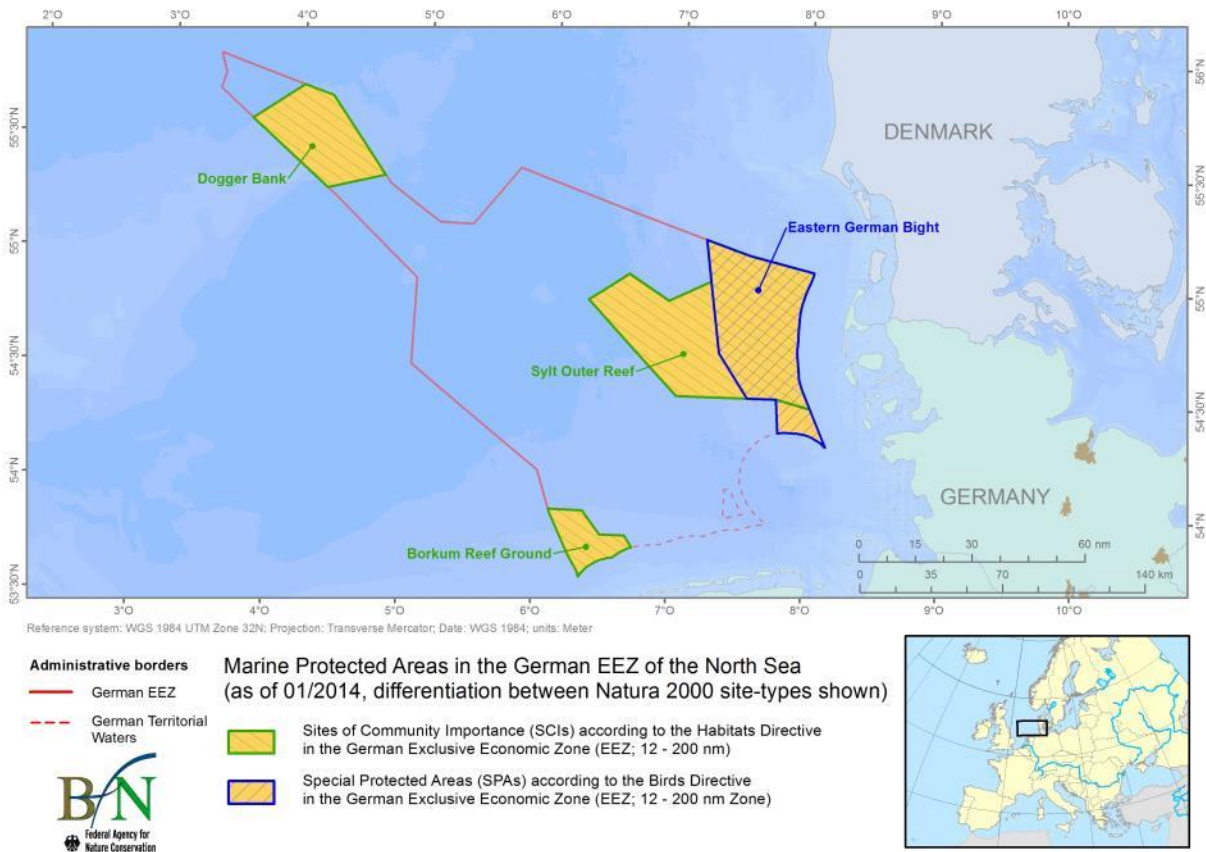 2°O 3°O 4°O 5°O 6°O 7°O 8°O 9°O 10°O
56°N
55°30'N
55°30'N
55°N
55°N
54°30'N
54°30'N
54°N
54°N
53°30'N
DENMARK
Dogger Bank
Eastern German Bight
Sylt Outer Reef
GERMANY
Borkum Reef Ground
0 15 30 60 nm
0 35 70 140 km
3°O 4°O 5°O 6°O 7°O 8°O 9°O 10°O
Reference system: WGS 1984 UTM Zone 32N; Projection: Transverse Mercator; Date: WGS 1984; units: Meter
Administrative borders
German EEZ
German Territorial
Waters
Marine Protected Areas in the German EEZ of the North Sea
(as of 01/2014, differentiation between Natura 2000 site-types shown)
Sites of Community Importance (SCIs) according to the Habitats Directive
in the German Exclusive Economic Zone (EEZ; 12 - 200 nm)
Special Protected Areas (SPAs) according to the Birds Directive
in the German Exclusive Economic Zone (EEZ; 12 - 200 nm Zone)
BfN
Federal Agency for
Nature Conservation